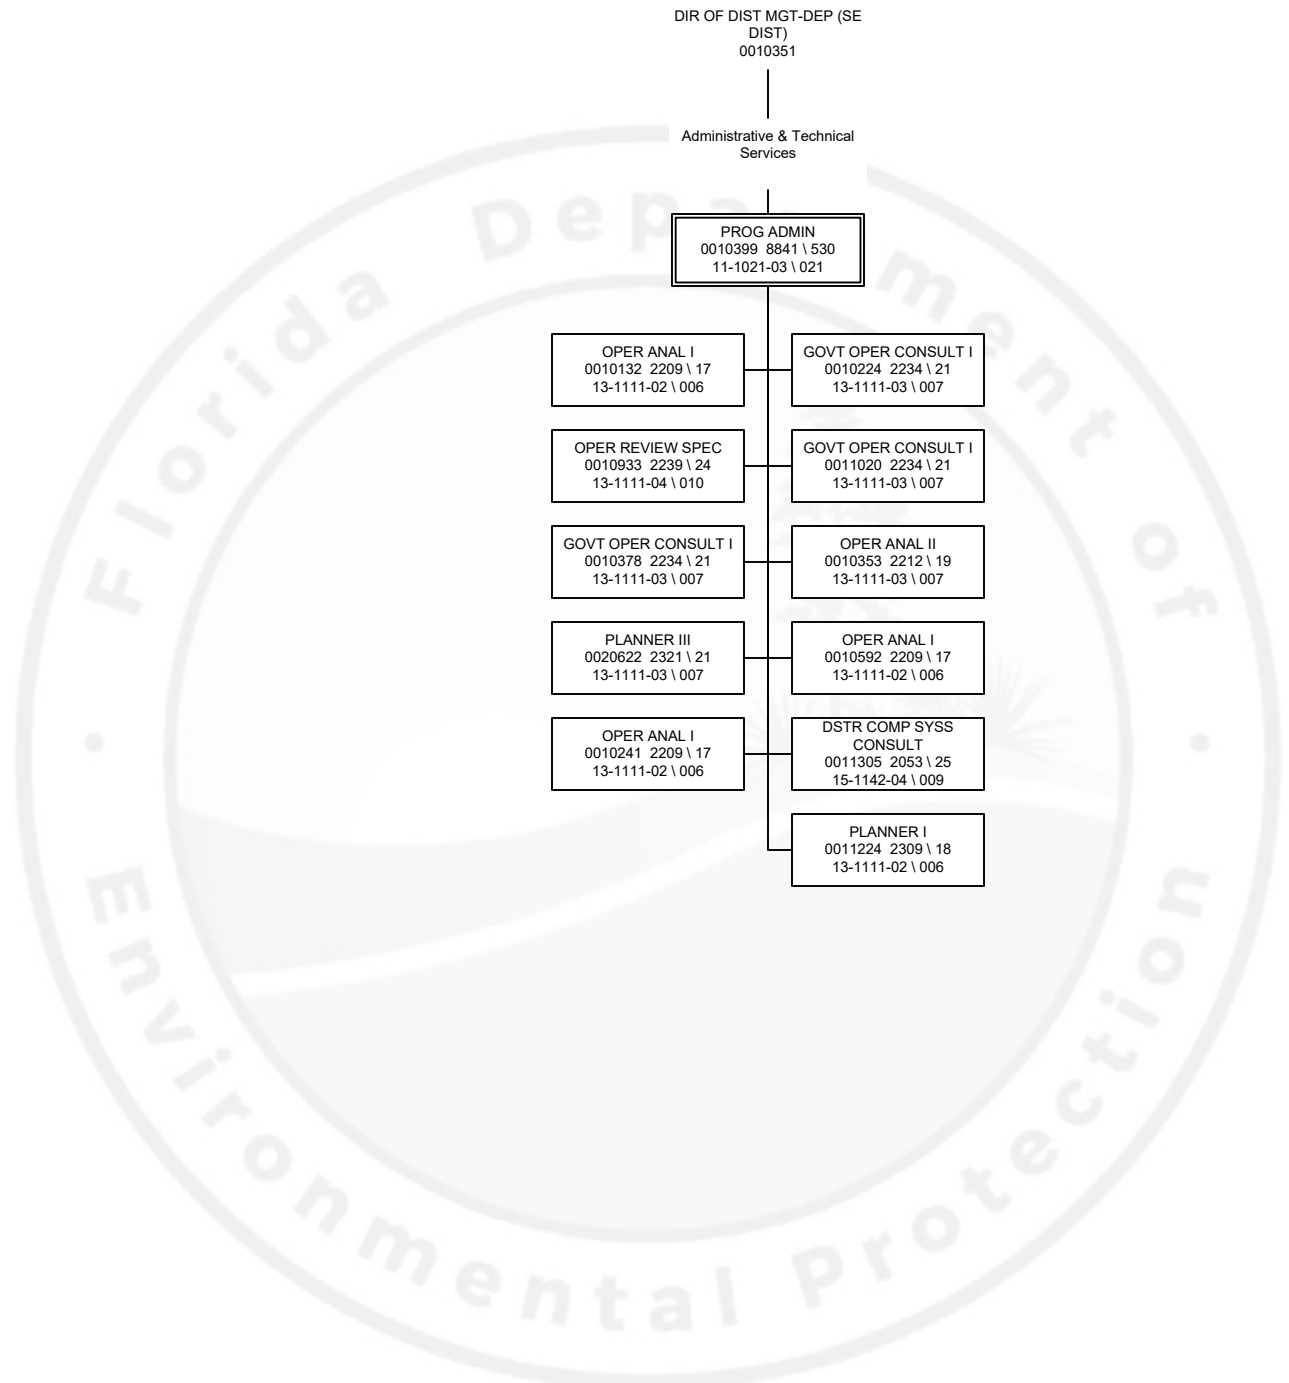 DIR OF DIST MGT-DEP (SE
DIST)
0010351
Administrative & Technical
Services
PROG ADMIN
0010399 8841 \ 530
11-1021-03 \ 021
OPER ANAL I
0010132 2209 \ 17
13-1111-02 \ 006
GOVT OPER CONSULT I
0010224 2234 \ 21
13-1111-03 \ 007
OPER REVIEW SPEC
0010933 2239 \ 24
13-1111-04 \ 010
GOVT OPER CONSULT I
0011020 2234 \ 21
13-1111-03 \ 007
GOVT OPER CONSULT I
0010378 2234 \ 21
13-1111-03 \ 007
OPER ANAL II
0010353 2212 \ 19
13-1111-03 \ 007
PLANNER III
0020622 2321 \ 21
13-1111-03 \ 007
OPER ANAL I
0010592 2209 \ 17
13-1111-02 \ 006
OPER ANAL I
0010241 2209 \ 17
13-1111-02 \ 006
DSTR COMP SYSS
CONSULT
0011305 2053 \ 25
15-1142-04 \ 009
PLANNER I
0011224 2309 \ 18
13-1111-02 \ 006
Florida Department of
Environmental Protection